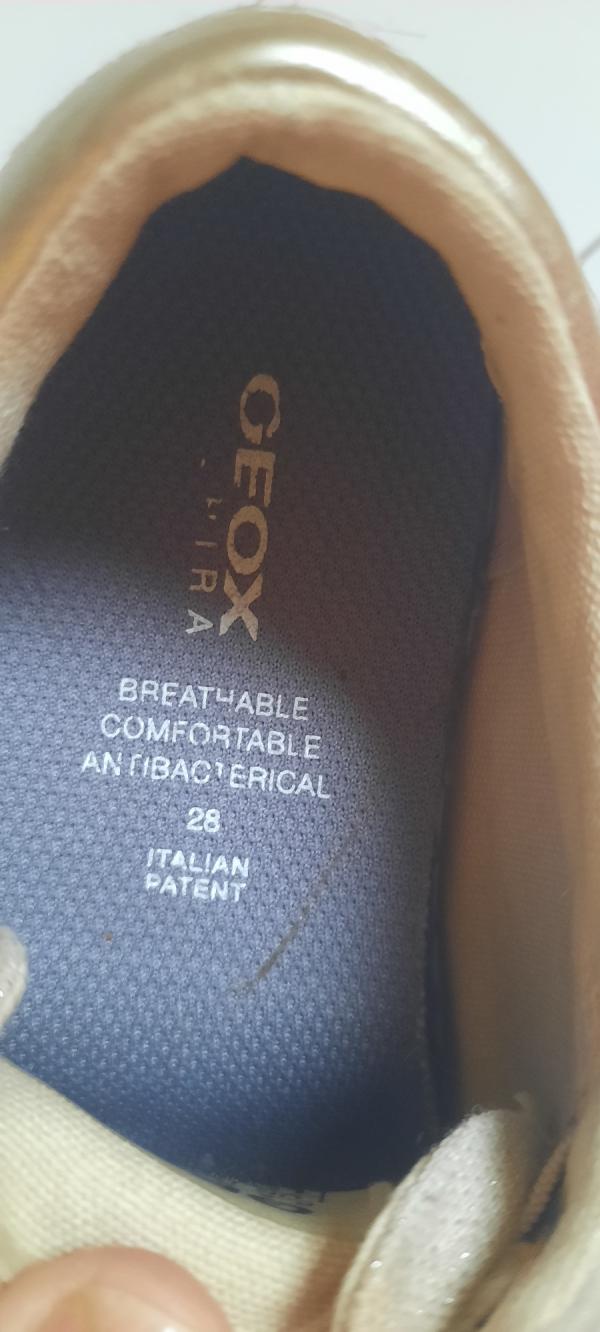 GEOX
BREATHABLE
COMFORTABLE
ANTIBACTERICAL
28
ITALIAN
PATENT